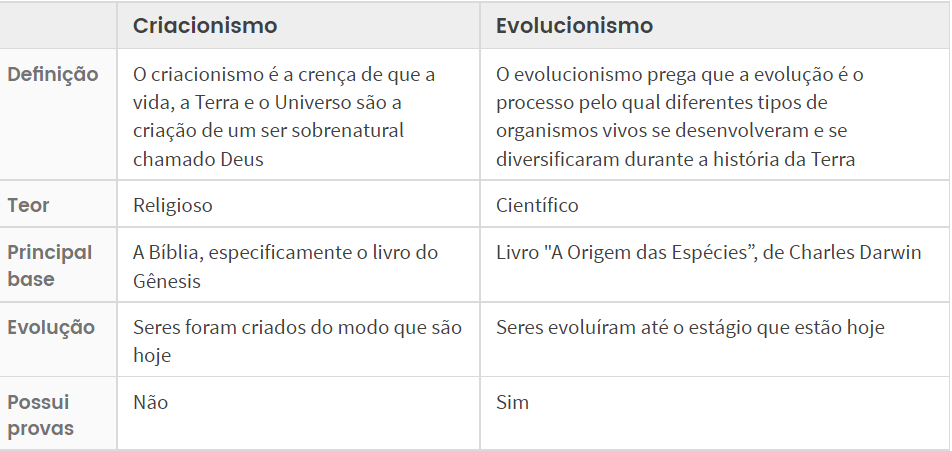 Criacionismo Evolucionismo
Definição O criacionismo é a crença de que a O evolucionismo prega que a evolução é o
vida, a Terra e o Universo são a processo pelo qual diferentes tipos de
criação de um ser sobrenatural organismos vivos se desenvolveram e se
chamado Deus diversificaram durante a história da Terra
Teor Religioso Científico
Principal A Bíblia, especificamente o livro do Livro "A Origem das Espécies”, de Charles Darwin
base Gênesis
Evolução Seres foram criados do modo que são Seres evoluíram até o estágio que estão hoje
hoje
Possui Não Sim
provas